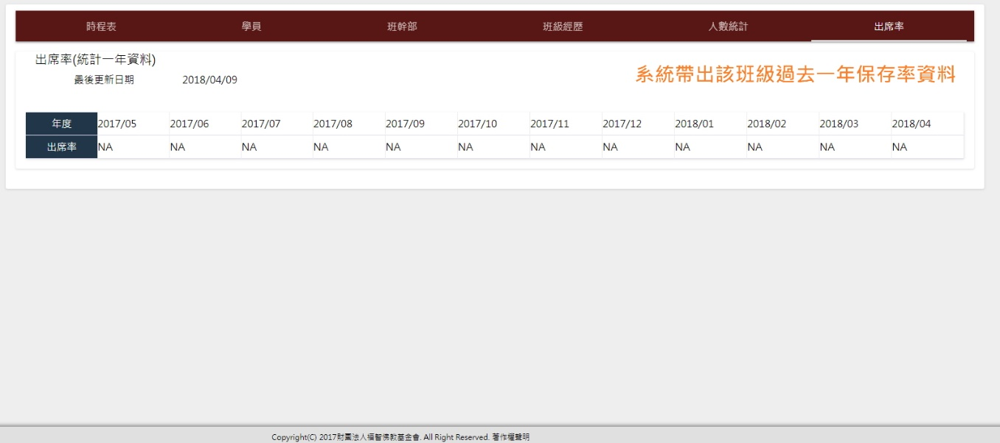 時程表 學員 班幹部 班級經歷 人數統計 出席率
出席率(統計一年資料)
系統帶出該班級過去一年保存率資料
最後更新日期 2018/04/09
年度 2017/05 2017/06 2017/07 2017/08 2017/09 2017/10 2017/11 2017/12 2018/01 2018/02 2018/03 2018/04
出席率 NA NA NA NA NA NA NA NA NA NA NA NA
Copyright(C) 2017財團法人福智佛教基金會. All Right Reserved. 著作權聲明